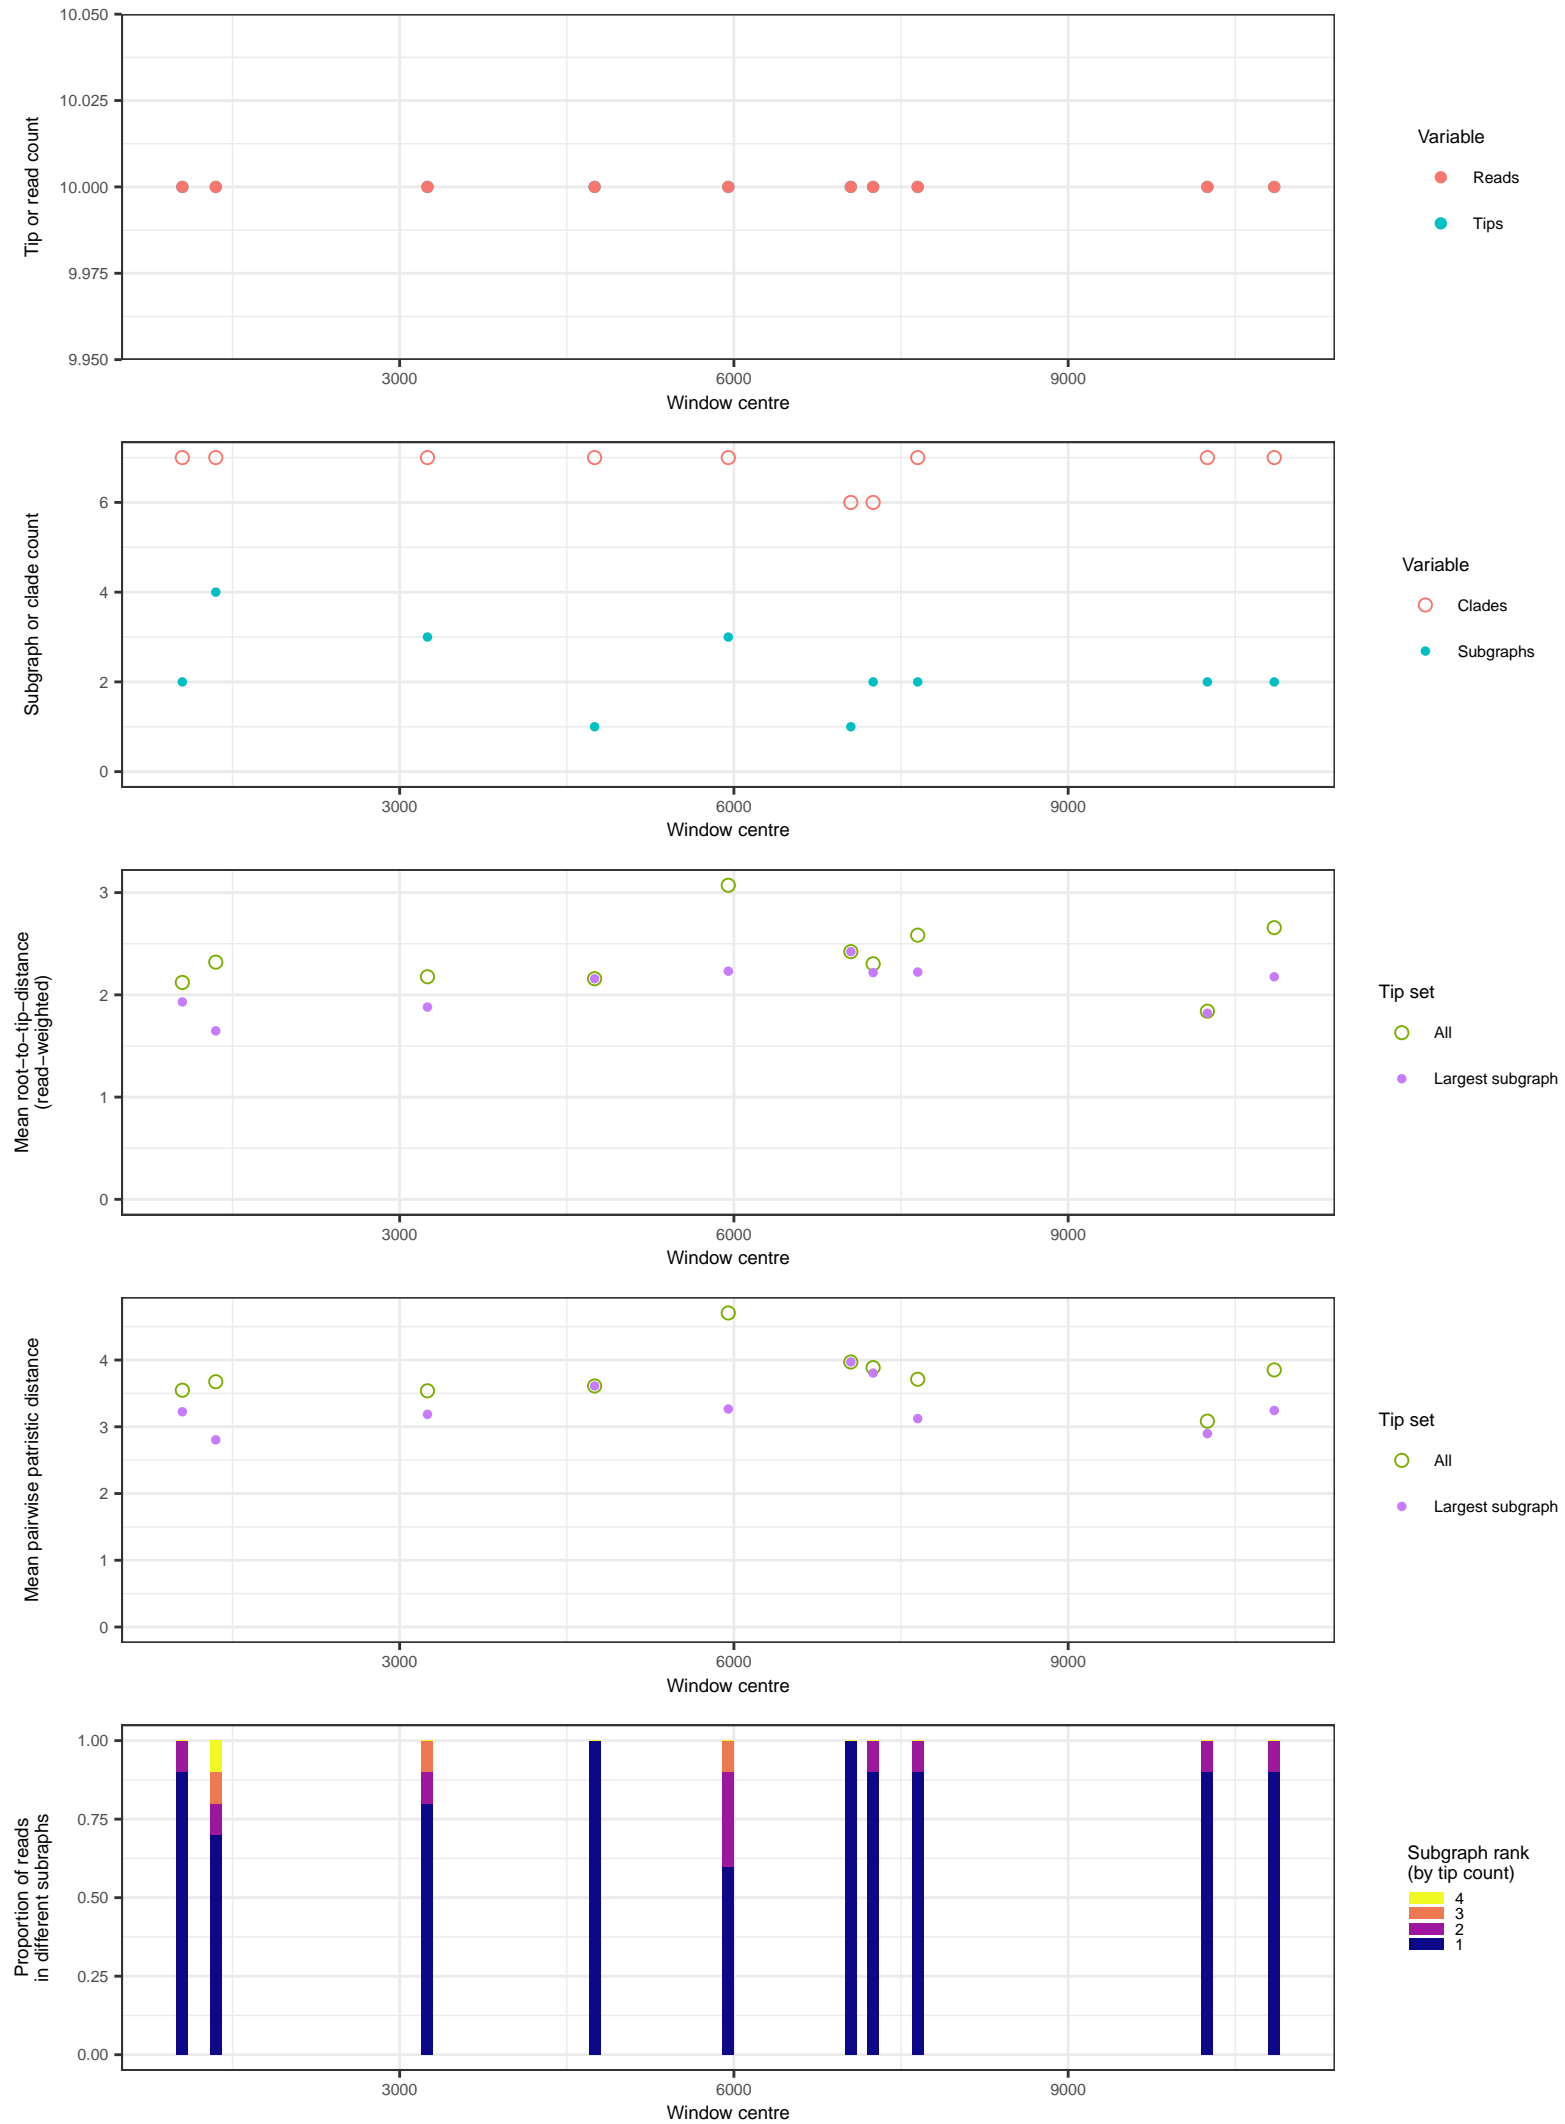 10.050
10.025
10.000
9.975
9.950
Tip or read count
3000
6000
9000
Window centre
Variable
Reads
Tips
6
4
2
0
Subgraph or clade count
3000
6000
9000
Window centre
Variable
Clades
Subgraphs
3
2
1
0
Mean root−to−tip−distance
(read−weighted)
3000
6000
9000
Window centre
Tip set
All
Largest subgraph
4
3
2
1
0
Mean pairwise patristic distance
3000
6000
9000
Window centre
Tip set
All
Largest subgraph
1.00
0.75
0.50
0.25
0.00
Proportion of reads
in different subraphs
3000
6000
9000
Window centre
Subgraph rank
(by tip count)
4
3
2
1